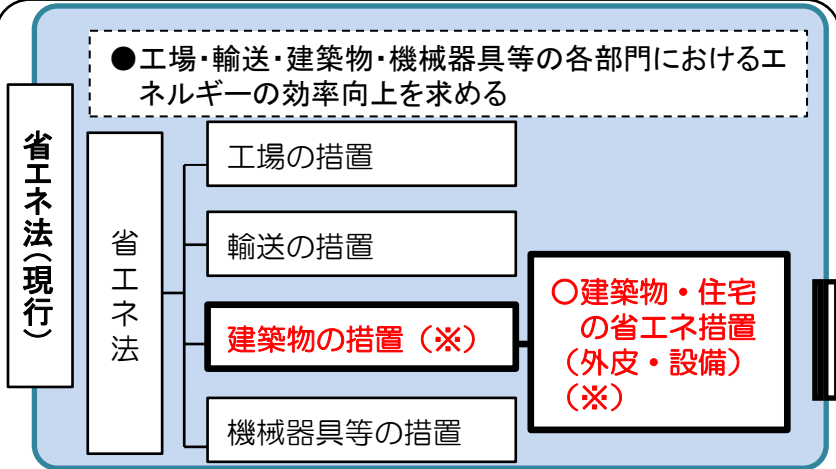 ●工場・輸送・建築物・機械器具等の各部門におけるエ
ネルギーの効率向上を求める
省エネ法(現行)
省エネ法
工場の措置
輸送の措置
建築物の措置(※)
機械器具等の措置
○建築物・住宅
の省エネ措置
(外皮・設備)
(※)